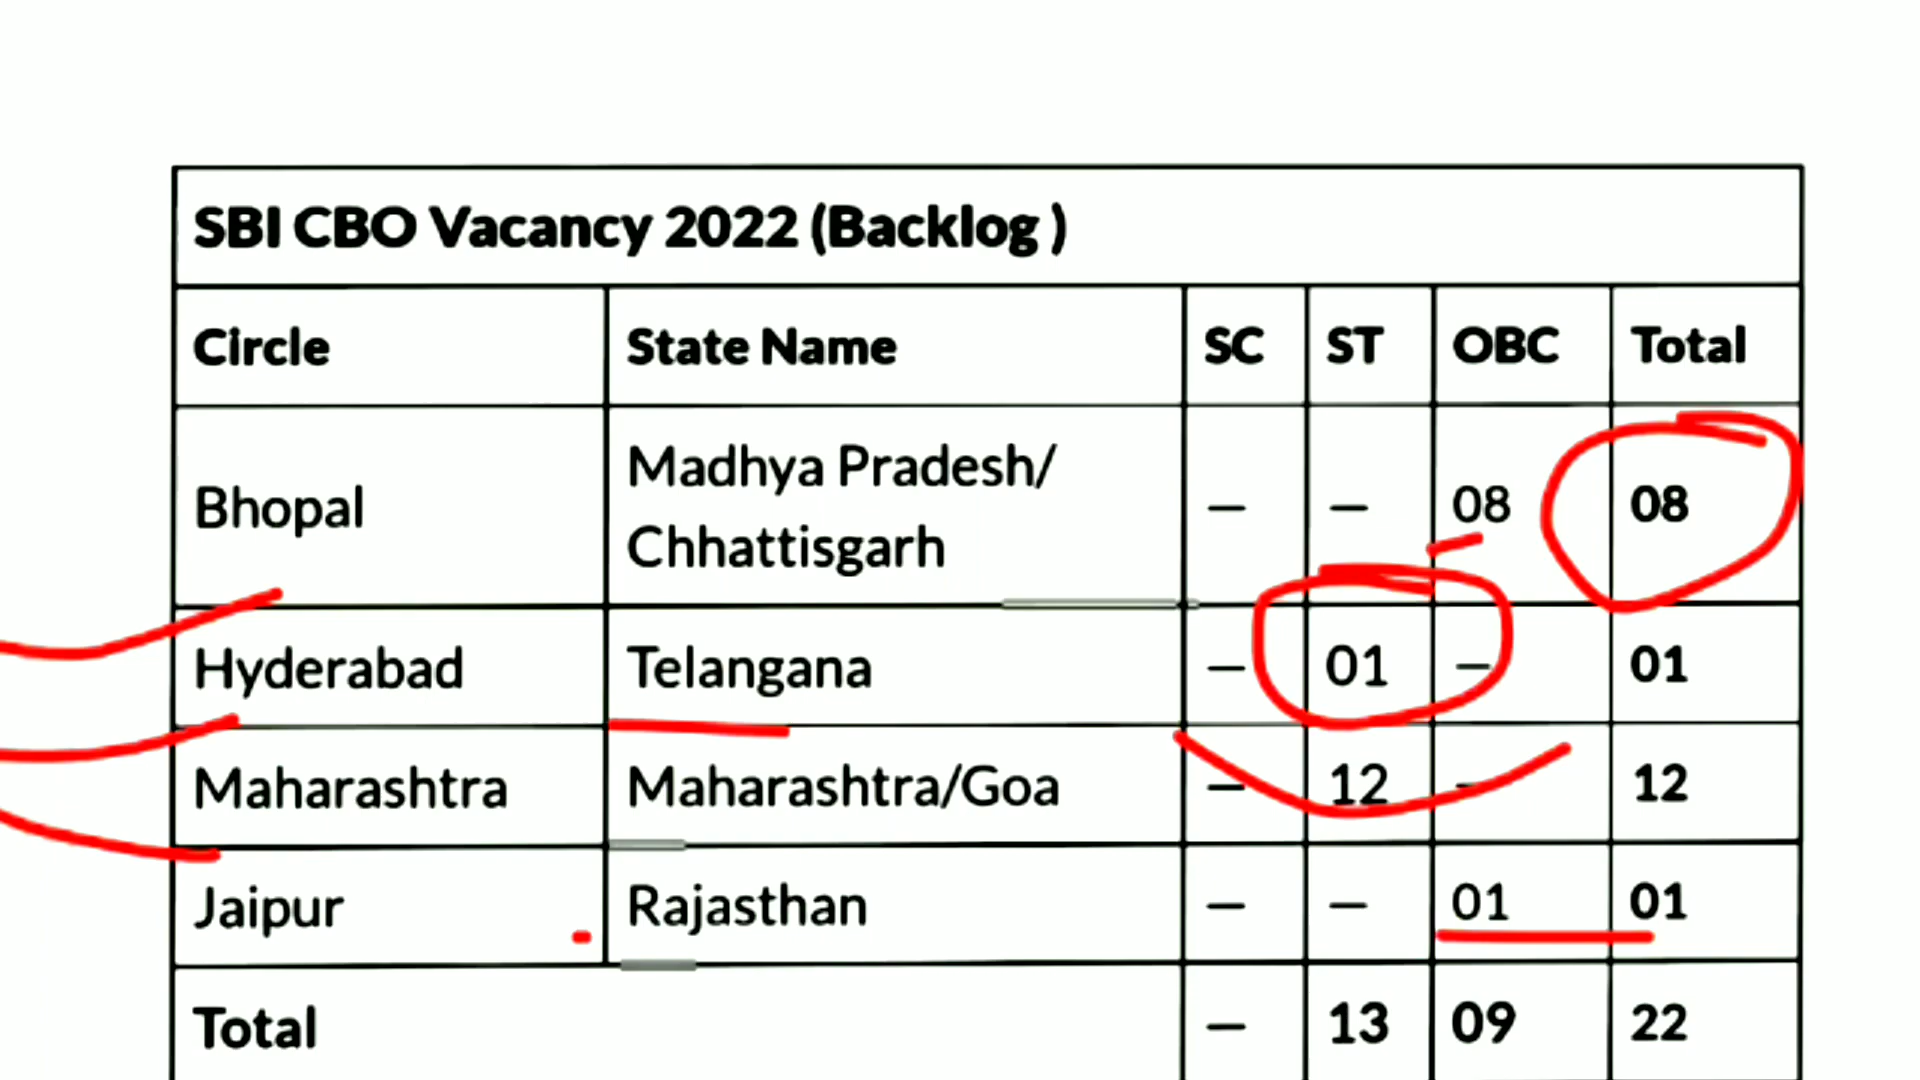 SBI CBO Vacancy 2022 (Backlog )
Circle State Name SC ST OBC Total
Bhopal Madhya Pradesh/ — — 08 08
Chhattisgarh
Hyderabad Telangana — 01 — 01
Maharashtra Maharashtra/Goa — 12 — 12
Jaipur Rajasthan — — 01 01
Total — 13 09 22